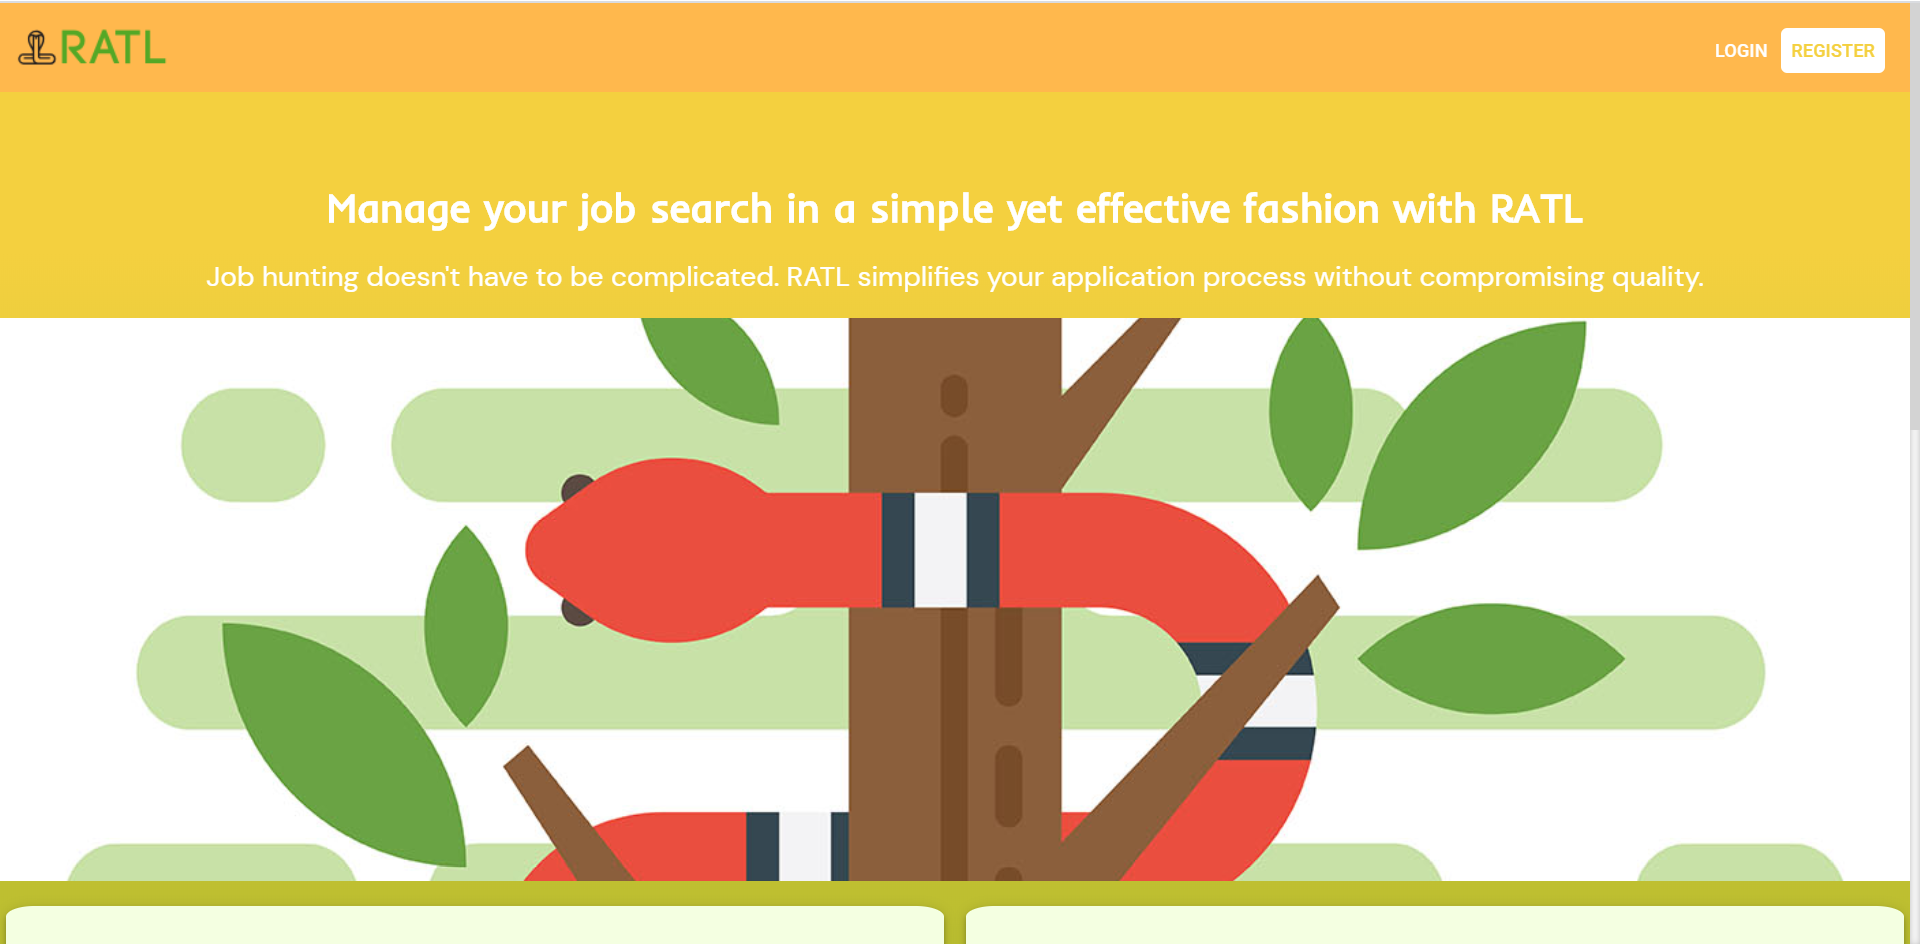 RATL
LOGIN
REGISTER
Manage your job search in a simple yet effective fashion with RATL
Job hunting doesn't have to be complicated. RATL simplifies your application process without compromising quality.